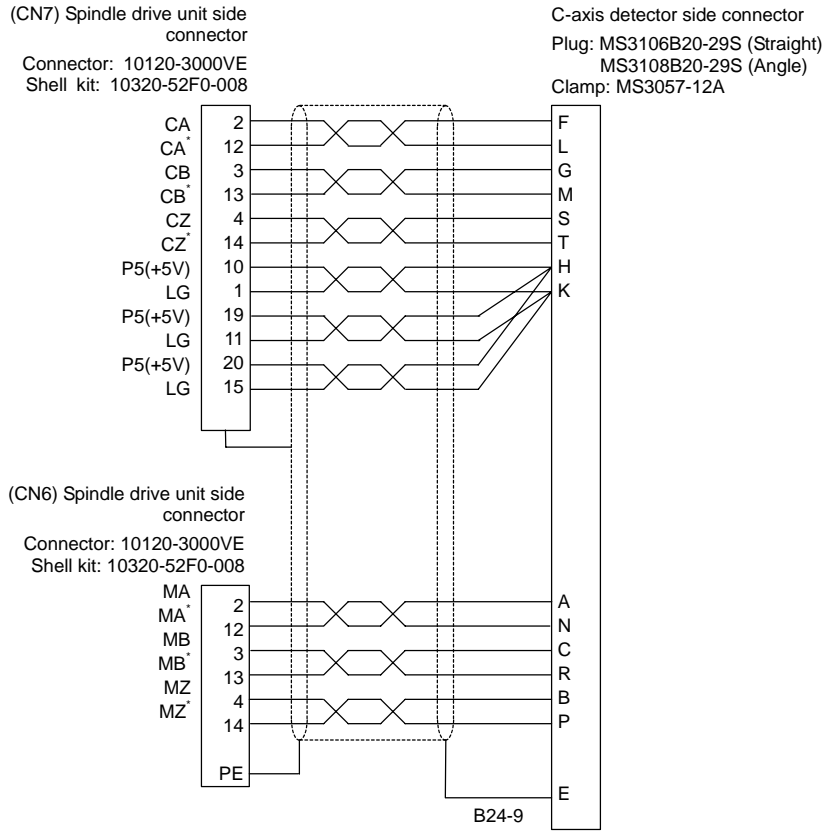 (CN7) Spindle drive unit side
connector
Connector: 10120-3000VE
Shell kit: 10320-52F0-008
C-axis detector side connector
Plug: MS3106B20-29S (Straight)
MS3108B20-29S (Angle)
Clamp: MS3057-12A
CA 2 F
CA* 12 L
CB 3 G
CB* 13 M
CZ 4 S
CZ* 14 T
P5(+5V) 10 H
LG 1 K
P5(+5V) 19
LG 11
P5(+5V) 20
LG 15
(CN6) Spindle drive unit side
connector
Connector: 10120-3000VE
Shell kit: 10320-52F0-008
MA 2 A
MA* 12 N
MB 3 C
MB* 13 R
MZ 4 B
MZ* 14 P
PE
E
B24-9